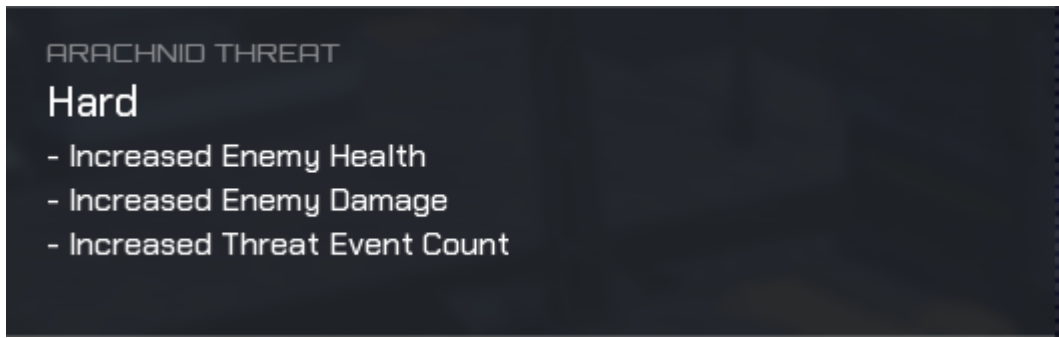 ARACHNID THREAT
Hard
- Increased Enemy Health
- Increased Enemy Damage
- Increased Threat Event Count